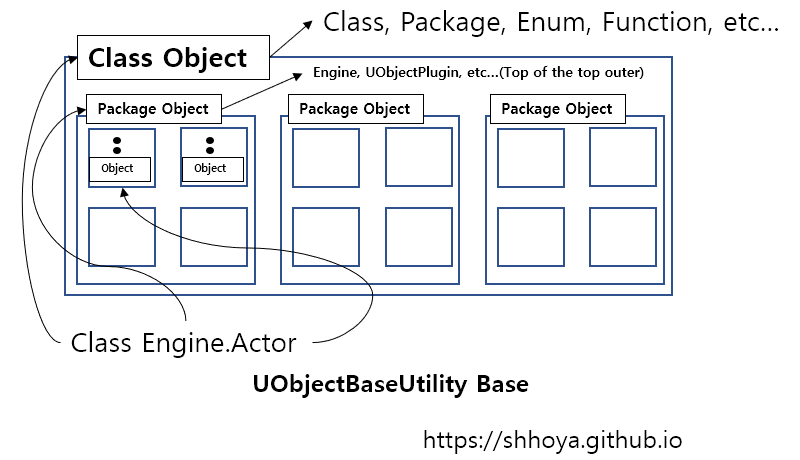 Class, Package, Enum, Function, etc...
Class Object
Engine, UObjectPlugin, etc...(Top of the top outer)
Package Object
Package Object
Package Object
Object
Object
Class Engine.Actor
UObjectBaseUtility Base
https://shhoya.github.io